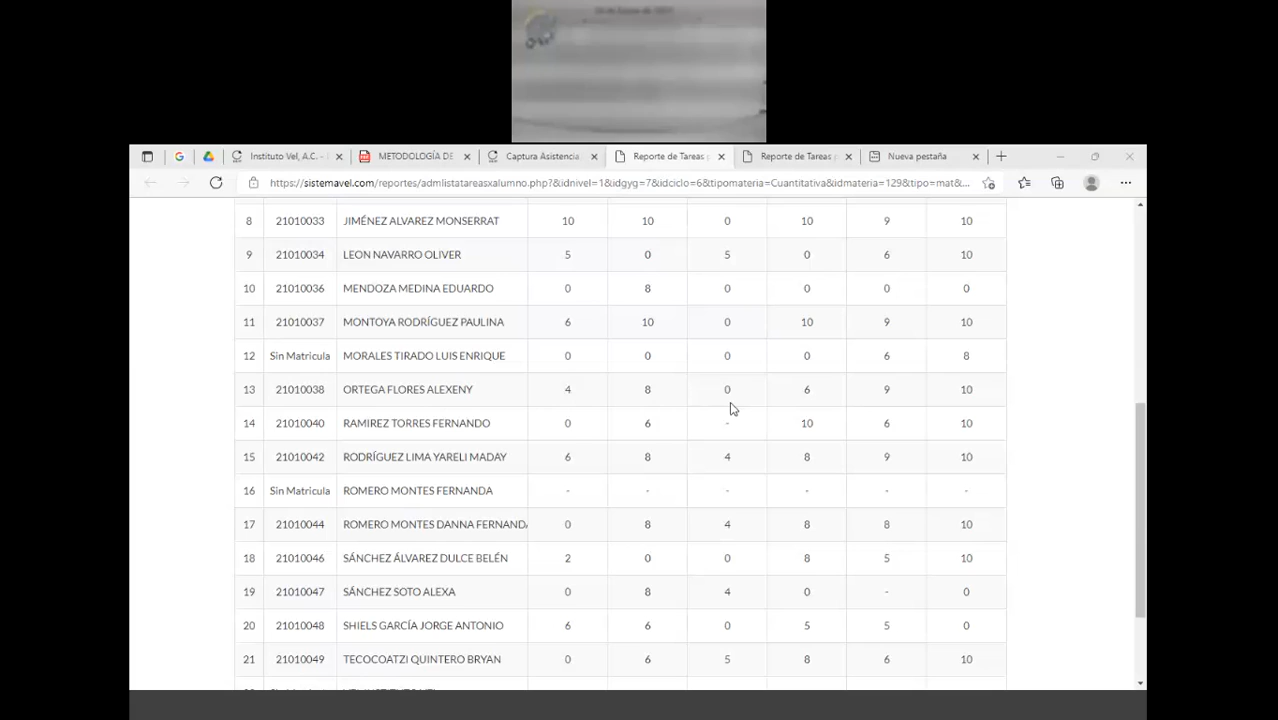 Instituto Vel, A.C. -
METODOLOGÍA DE
Captura Asistencia
Reporte de Tareas
Reporte de Tareas
Nueva pestaña
https://sistemavel.com/reportes/admlistatareasxalumno.php?&idnivel=1&idgyg=7&idciclo=6&tipomateria=Cuantitativa&idmateria=129&tipo=mat&...
8 21010033 JIMÉNEZ ALVAREZ MONSERRAT 10 10 0 10 9 10
9 21010034 LEON NAVARRO OLIVER 5 0 5 0 6 10
10 21010036 MENDOZA MEDINA EDUARDO 0 8 0 0 0 0
11 21010037 MONTOYA RODRÍGUEZ PAULINA 6 10 0 10 9 10
12 Sin Matricula MORALES TIRADO LUIS ENRIQUE 0 0 0 0 6 8
13 21010038 ORTEGA FLORES ALEXENY 4 8 0 6 9 10
14 21010040 RAMIREZ TORRES FERNANDO 0 6 - 10 6 10
15 21010042 RODRÍGUEZ LIMA YARELI MADAY 6 8 4 8 9 10
16 Sin Matricula ROMERO MONTES FERNANDA - - - - - -
17 21010044 ROMERO MONTES DANNA FERNANDA 0 8 4 8 8 10
18 21010046 SÁNCHEZ ÁLVAREZ DULCE BELÉN 2 0 0 8 5 10
19 21010047 SÁNCHEZ SOTO ALEXA 0 8 4 0 - 0
20 21010048 SHIELS GARCÍA JORGE ANTONIO 6 6 0 5 5 0
21 21010049 TECOCOATZI QUINTERO BRYAN 0 6 5 8 6 10